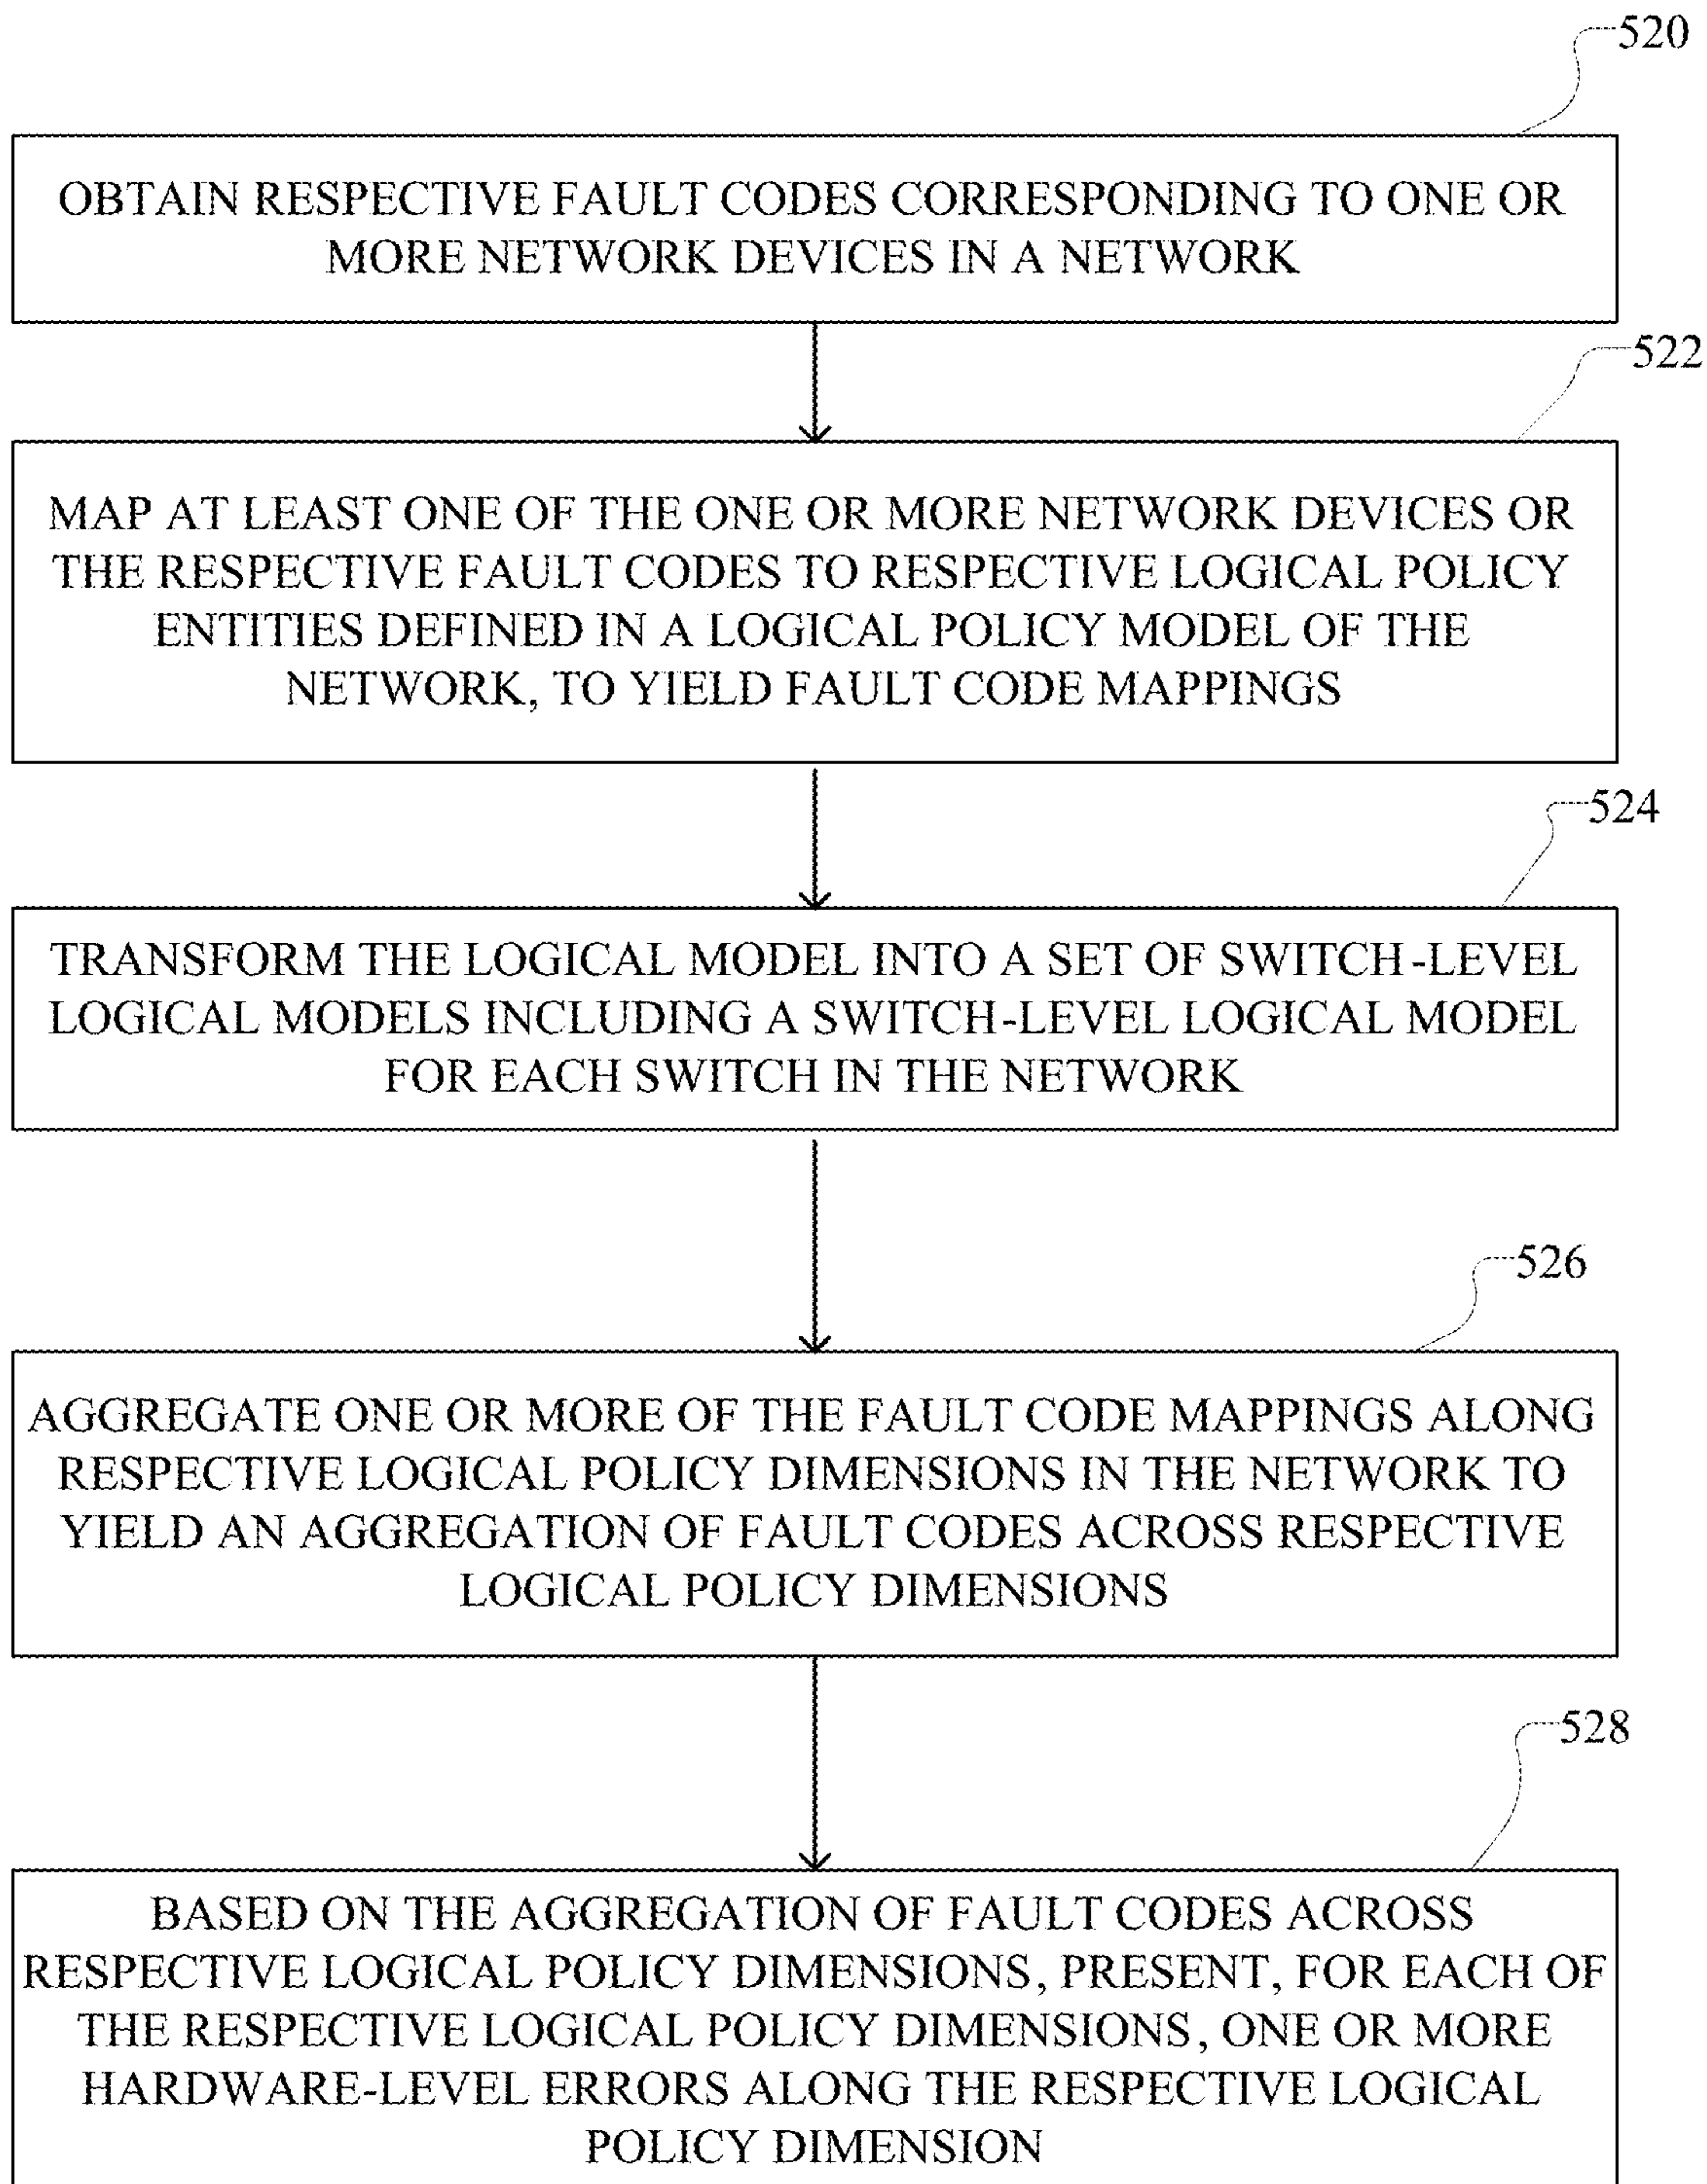 520
OBTAIN RESPECTIVE FAULT CODES CORRESPONDING TO ONE OR
MORE NETWORK DEVICES IN A NETWORK
522
MAP AT LEAST ONE OF THE ONE OR MORE NETWORK DEVICES OR
THE RESPECTIVE FAULT CODES TO RESPECTIVE LOGICAL POLICY
ENTITIES DEFINED IN A LOGICAL POLICY MODEL OF THE
NETWORK, TO YIELD FAULT CODE MAPPINGS
524
TRANSFORM THE LOGICAL MODEL INTO A SET OF SWITCH-LEVEL
LOGICAL MODELS INCLUDING A SWITCH-LEVEL LOGICAL MODEL
FOR EACH SWITCH IN THE NETWORK
526
AGGREGATE ONE OR MORE OF THE FAULT CODE MAPPINGS ALONG
RESPECTIVE LOGICAL POLICY DIMENSIONS IN THE NETWORK TO
YIELD AN AGGREGATION OF FAULT CODES ACROSS RESPECTIVE
LOGICAL POLICY DIMENSIONS
528
BASED ON THE AGGREGATION OF FAULT CODES ACROSS
RESPECTIVE LOGICAL POLICY DIMENSIONS, PRESENT, FOR EACH OF
THE RESPECTIVE LOGICAL POLICY DIMENSIONS, ONE OR MORE
HARDWARE-LEVEL ERRORS ALONG THE RESPECTIVE LOGICAL
POLICY DIMENSION